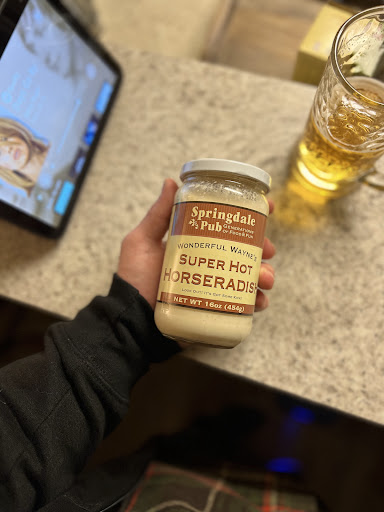 Springdale
Pub
GENERATIONS
OF FOOD & FUN
WONDERFUL WAYNE'S
SUPER HOT
HORSERADISH
NET WT 16oz (454g)